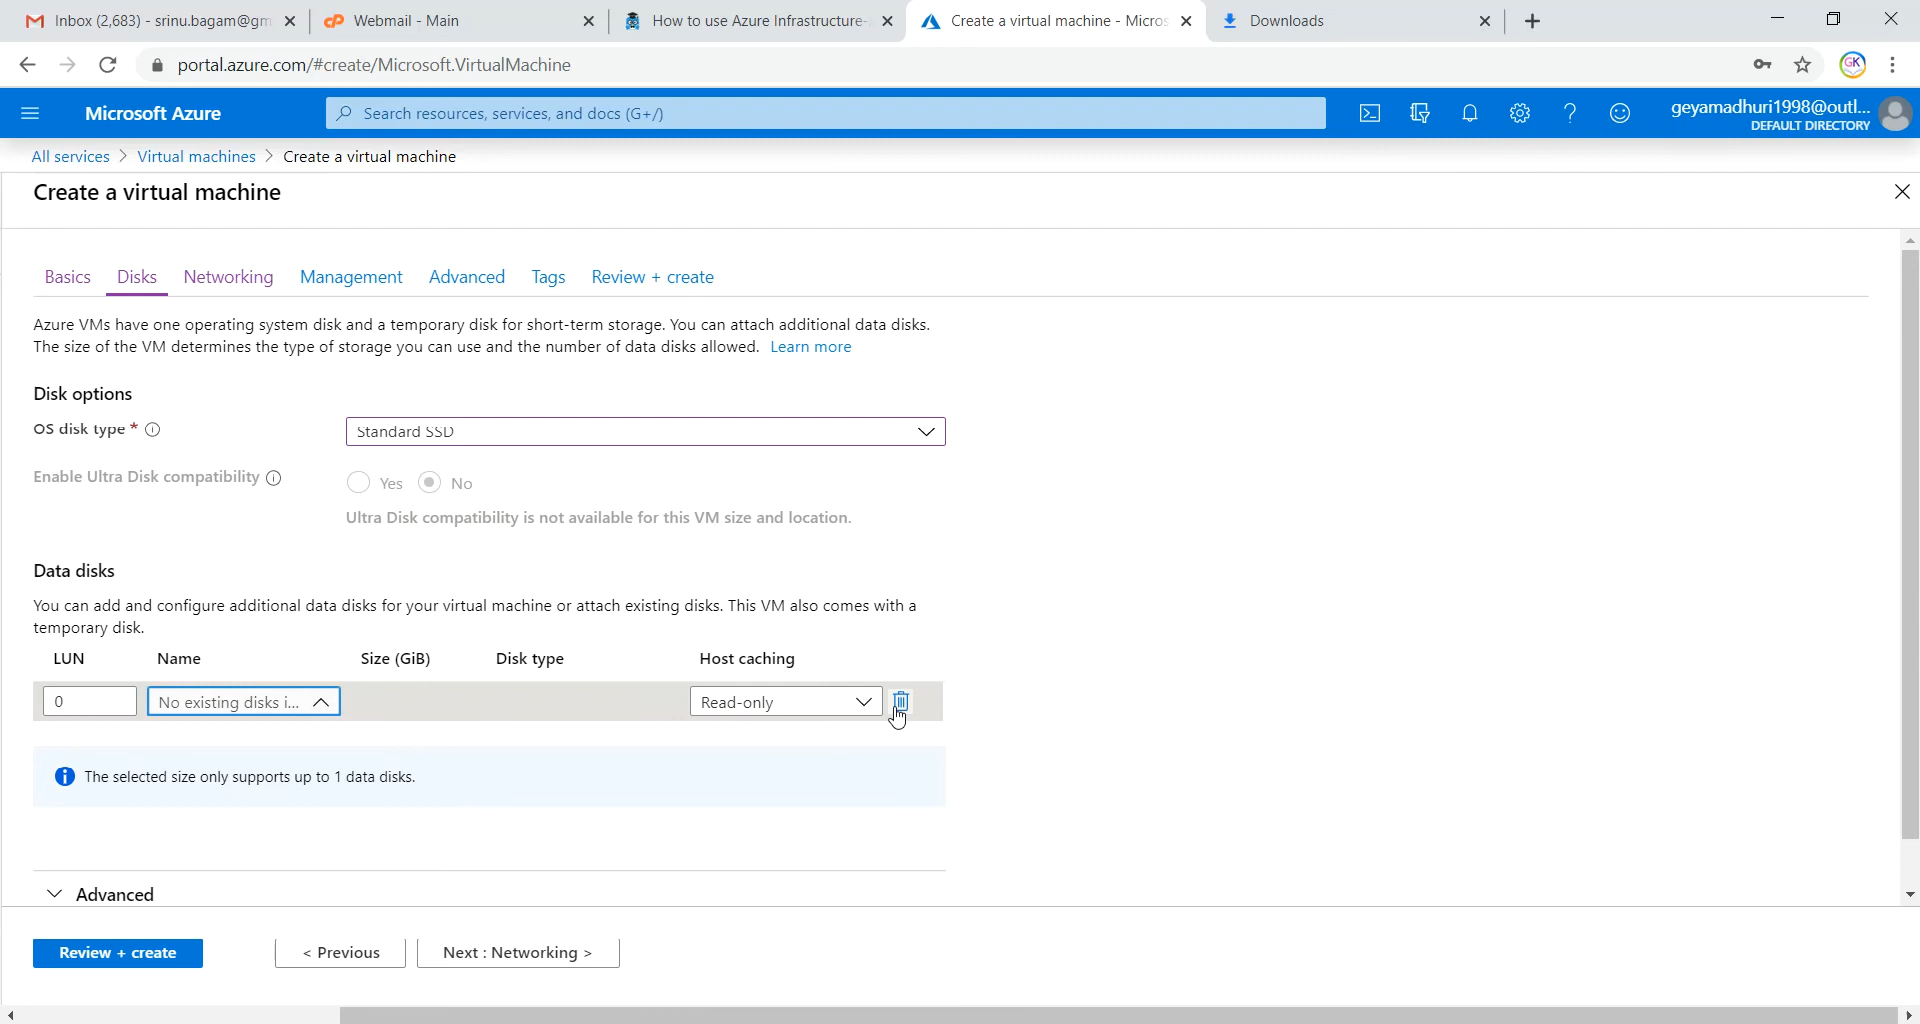 Inbox (2,683) - srinu.bagam@gm
Webmail - Main
How to use Azure Infrastructure-
Create a virtual machine - Micros
Downloads
portal.azure.com/#create/Microsoft.VirtualMachine
GK
Microsoft Azure
Search resources, services, and docs (G+/)
geyamadhuri1998@outl...
DEFAULT DIRECTORY
All services > Virtual machines > Create a virtual machine
Create a virtual machine
Basics Disks Networking Management Advanced Tags Review + create
Azure VMs have one operating system disk and a temporary disk for short-term storage. You can attach additional data disks.
The size of the VM determines the type of storage you can use and the number of data disks allowed. Learn more
Disk options
OS disk type *
Standard SSD
Enable Ultra Disk compatibility
Yes No
Ultra Disk compatibility is not available for this VM size and location.
Data disks
You can add and configure additional data disks for your virtual machine or attach existing disks. This VM also comes with a
temporary disk.
LUN Name Size (GiB) Disk type Host caching
0 No existing disks i... Read-only
The selected size only supports up to 1 data disks.
Advanced
Review + create < Previous Next : Networking >